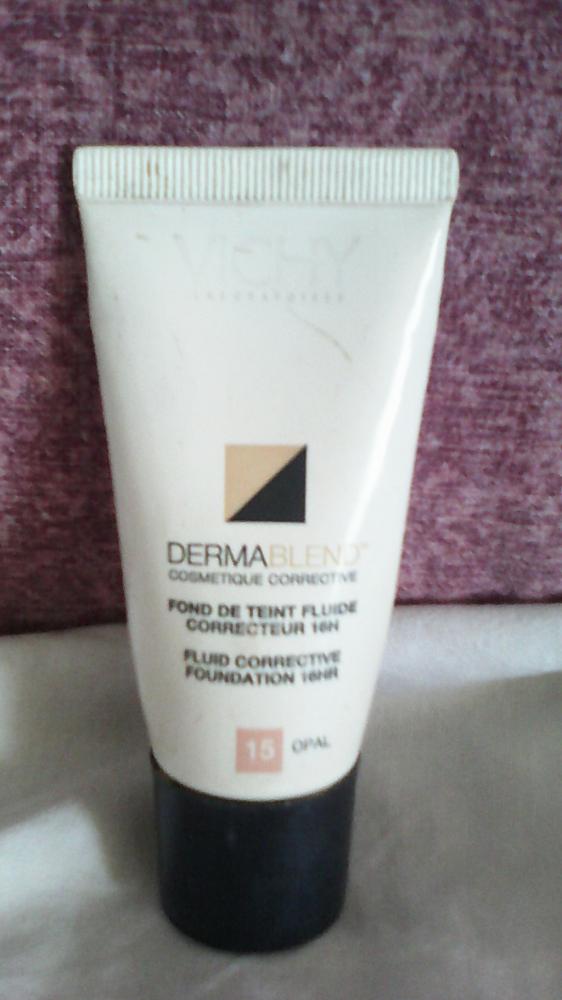 VICHY
LABORATOIRES
DERMABLEND™
COSMETIQUE CORRECTIVE
FOND DE TEINT FLUIDE
CORRECTEUR 16H
FLUID CORRECTIVE
FOUNDATION 16HR
15 OPAL